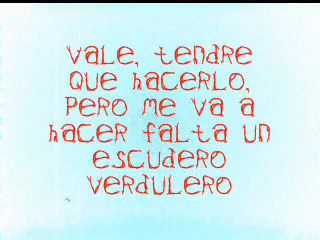 Vale, tendre
que hacerlo,
pero me va a
hacer falta un
escudero
verdulero